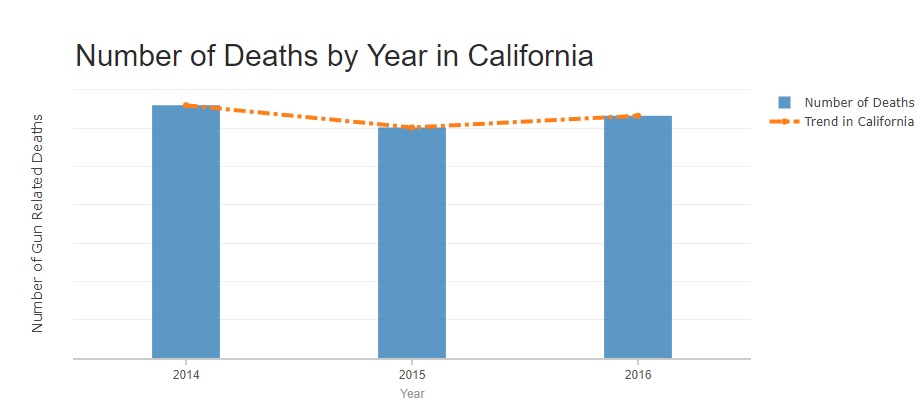 Number of Deaths by Year in California
Number of Deaths
Trend in California
Number of Gun Related Deaths
2014
2015
2016
Year